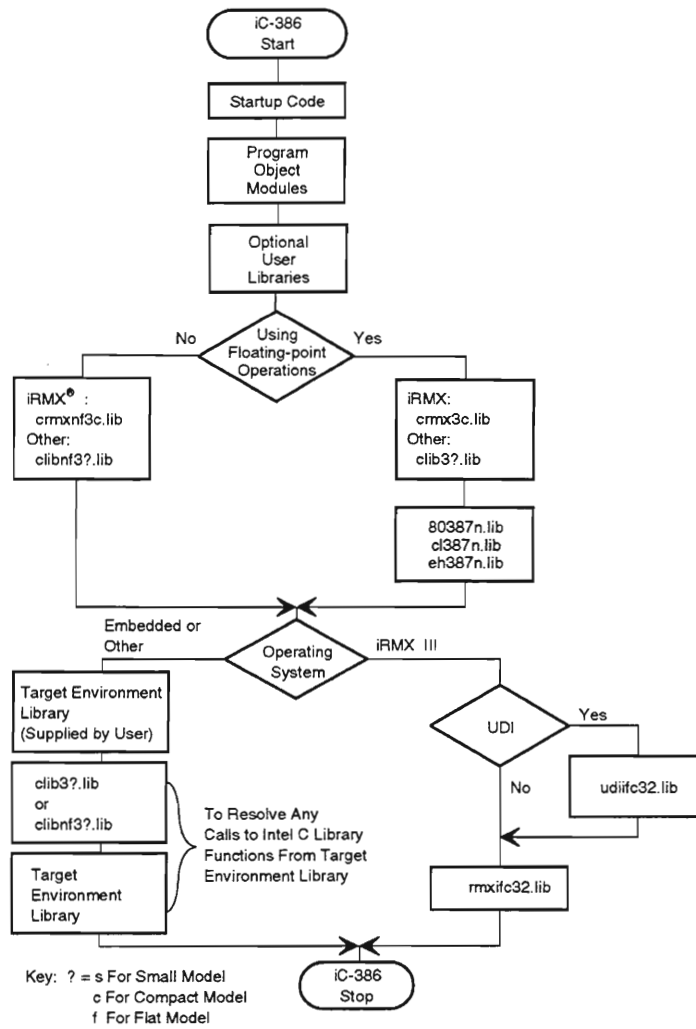 iC-386
Start
Startup Code
Program
Object
Modules
Optional
User
Libraries
No
Using
Floating-point
Operations
Yes
iRMX® :
crmxnf3c.lib
Other:
clibnf3?.lib
iRMX:
crmx3c.lib
Other:
clib3?.lib
80387n.lib
cl387n.lib
eh387n.lib
Embedded or
Other
Operating
System
iRMX III
Target Environment
Library
(Supplied by User)
UDI
Yes
No
udiifc32.lib
clib3?.lib
or
clibnf3?.lib
To Resolve Any
Calls to Intel C Library
Functions From Target
Environment Library
Target
Environment
Library
rmxifc32.lib
iC-386
Stop
Key: ? = s For Small Model
c For Compact Model
f For Flat Model